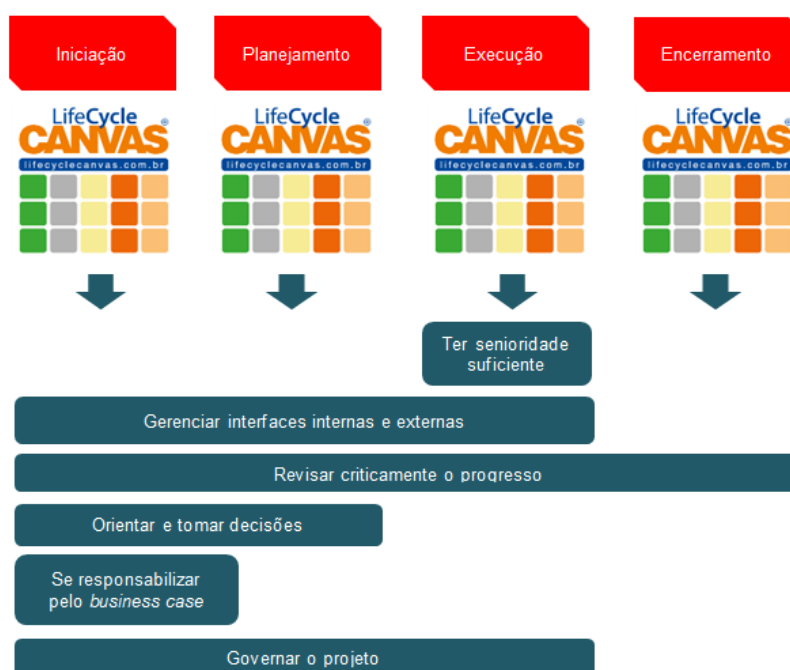 Iniciação
Planejamento
Execução
Encerramento
LifeCycle
CANVAS®
lifecyclecanvas.com.br
LifeCycle
CANVAS®
lifecyclecanvas.com.br
LifeCycle
CANVAS®
lifecyclecanvas.com.br
LifeCycle
CANVAS®
lifecyclecanvas.com.br
Ter senioridade
suficiente
Gerenciar interfaces internas e externas
Revisar criticamente o progresso
Orientar e tomar decisões
Se responsabilizar
pelo business case
Governar o projeto